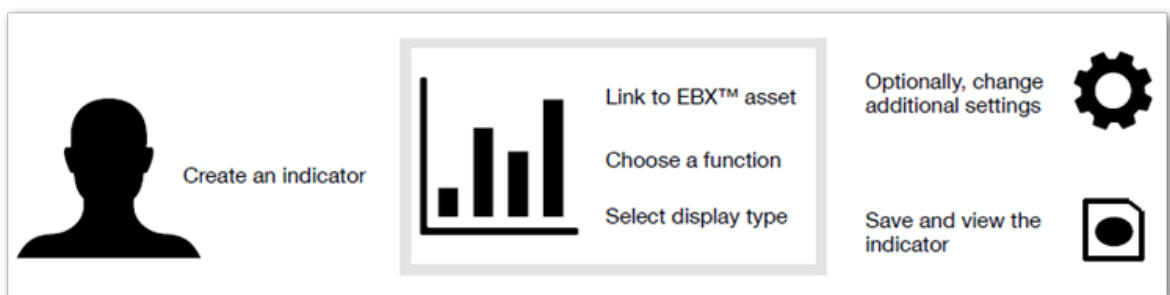 Create an indicator
Link to EBX™ asset
Choose a function
Select display type
Optionally, change
additional settings
Save and view the
indicator